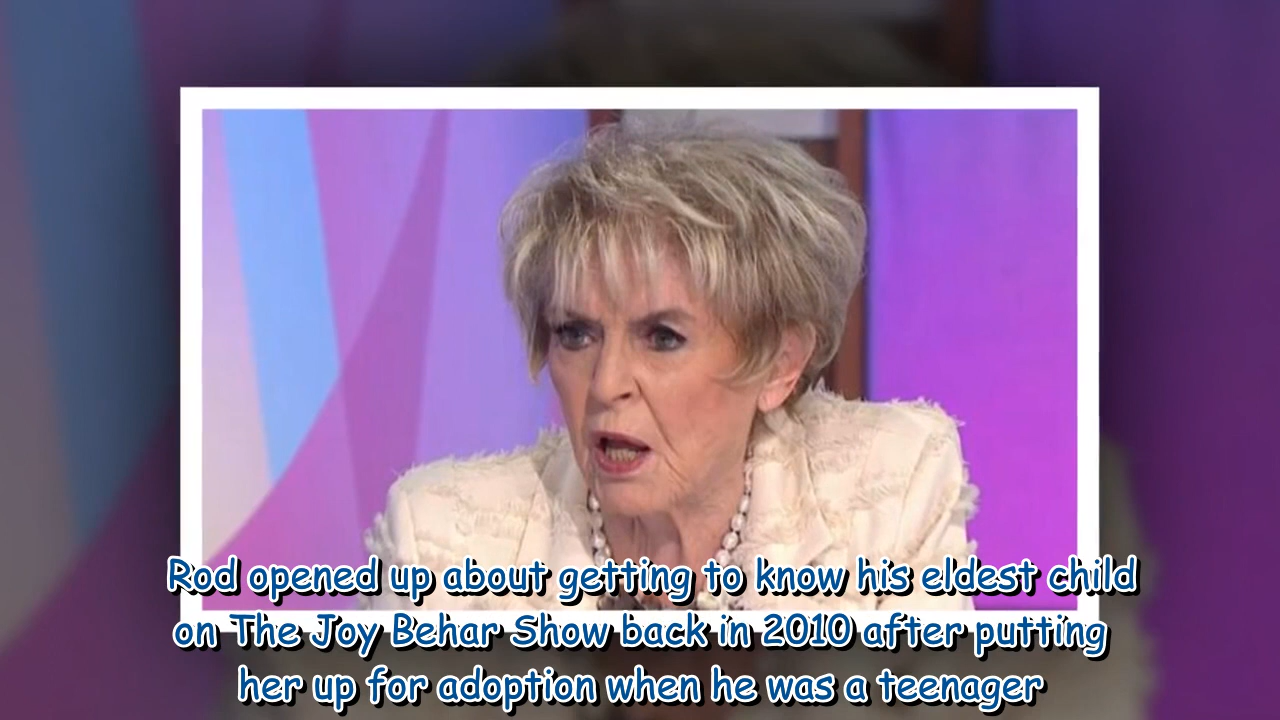 Rod opened up about getting to know his eldest child
on The Joy Behar Show back in 2010 after putting
her up for adoption when he was a teenager